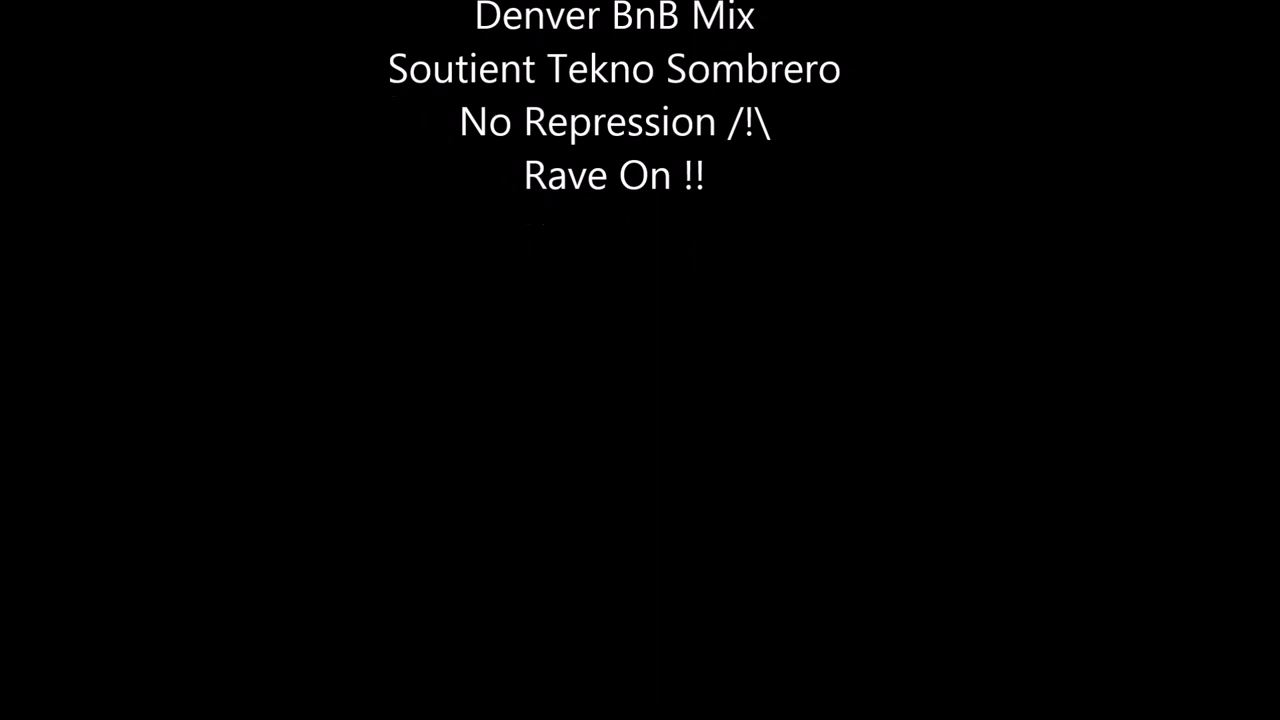 Denver BnB Mix
Soutient Tekno Sombrero
No Repression /!\
Rave On !!